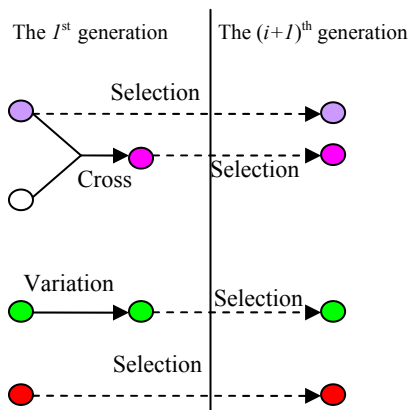 The 1st generation
The (i+1)th generation
Selection
Cross
Selection
Variation
Selection
Selection